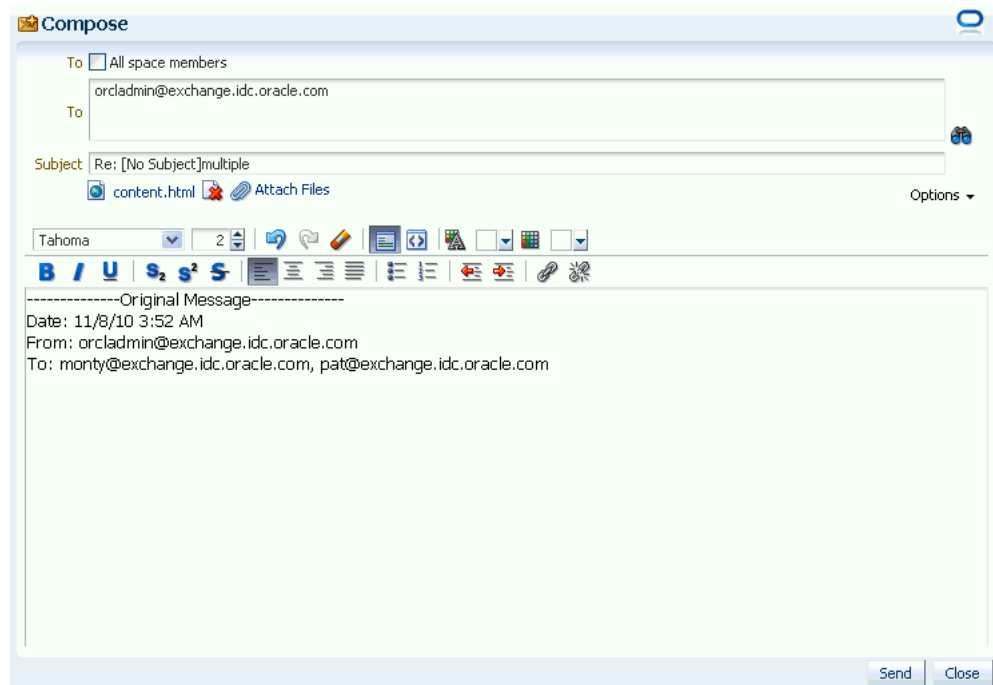 Compose
To All space members
To orcladmin@exchange.idc.oracle.com
Subject Re: [No Subject]multiple
content.html Attach Files Options
Tahoma 2
B I U S2 S2 S
--------------Original Message--------------
Date: 11/8/10 3:52 AM
From: orcladmin@exchange.idc.oracle.com
To: monty@exchange.idc.oracle.com, pat@exchange.idc.oracle.com
Send Close